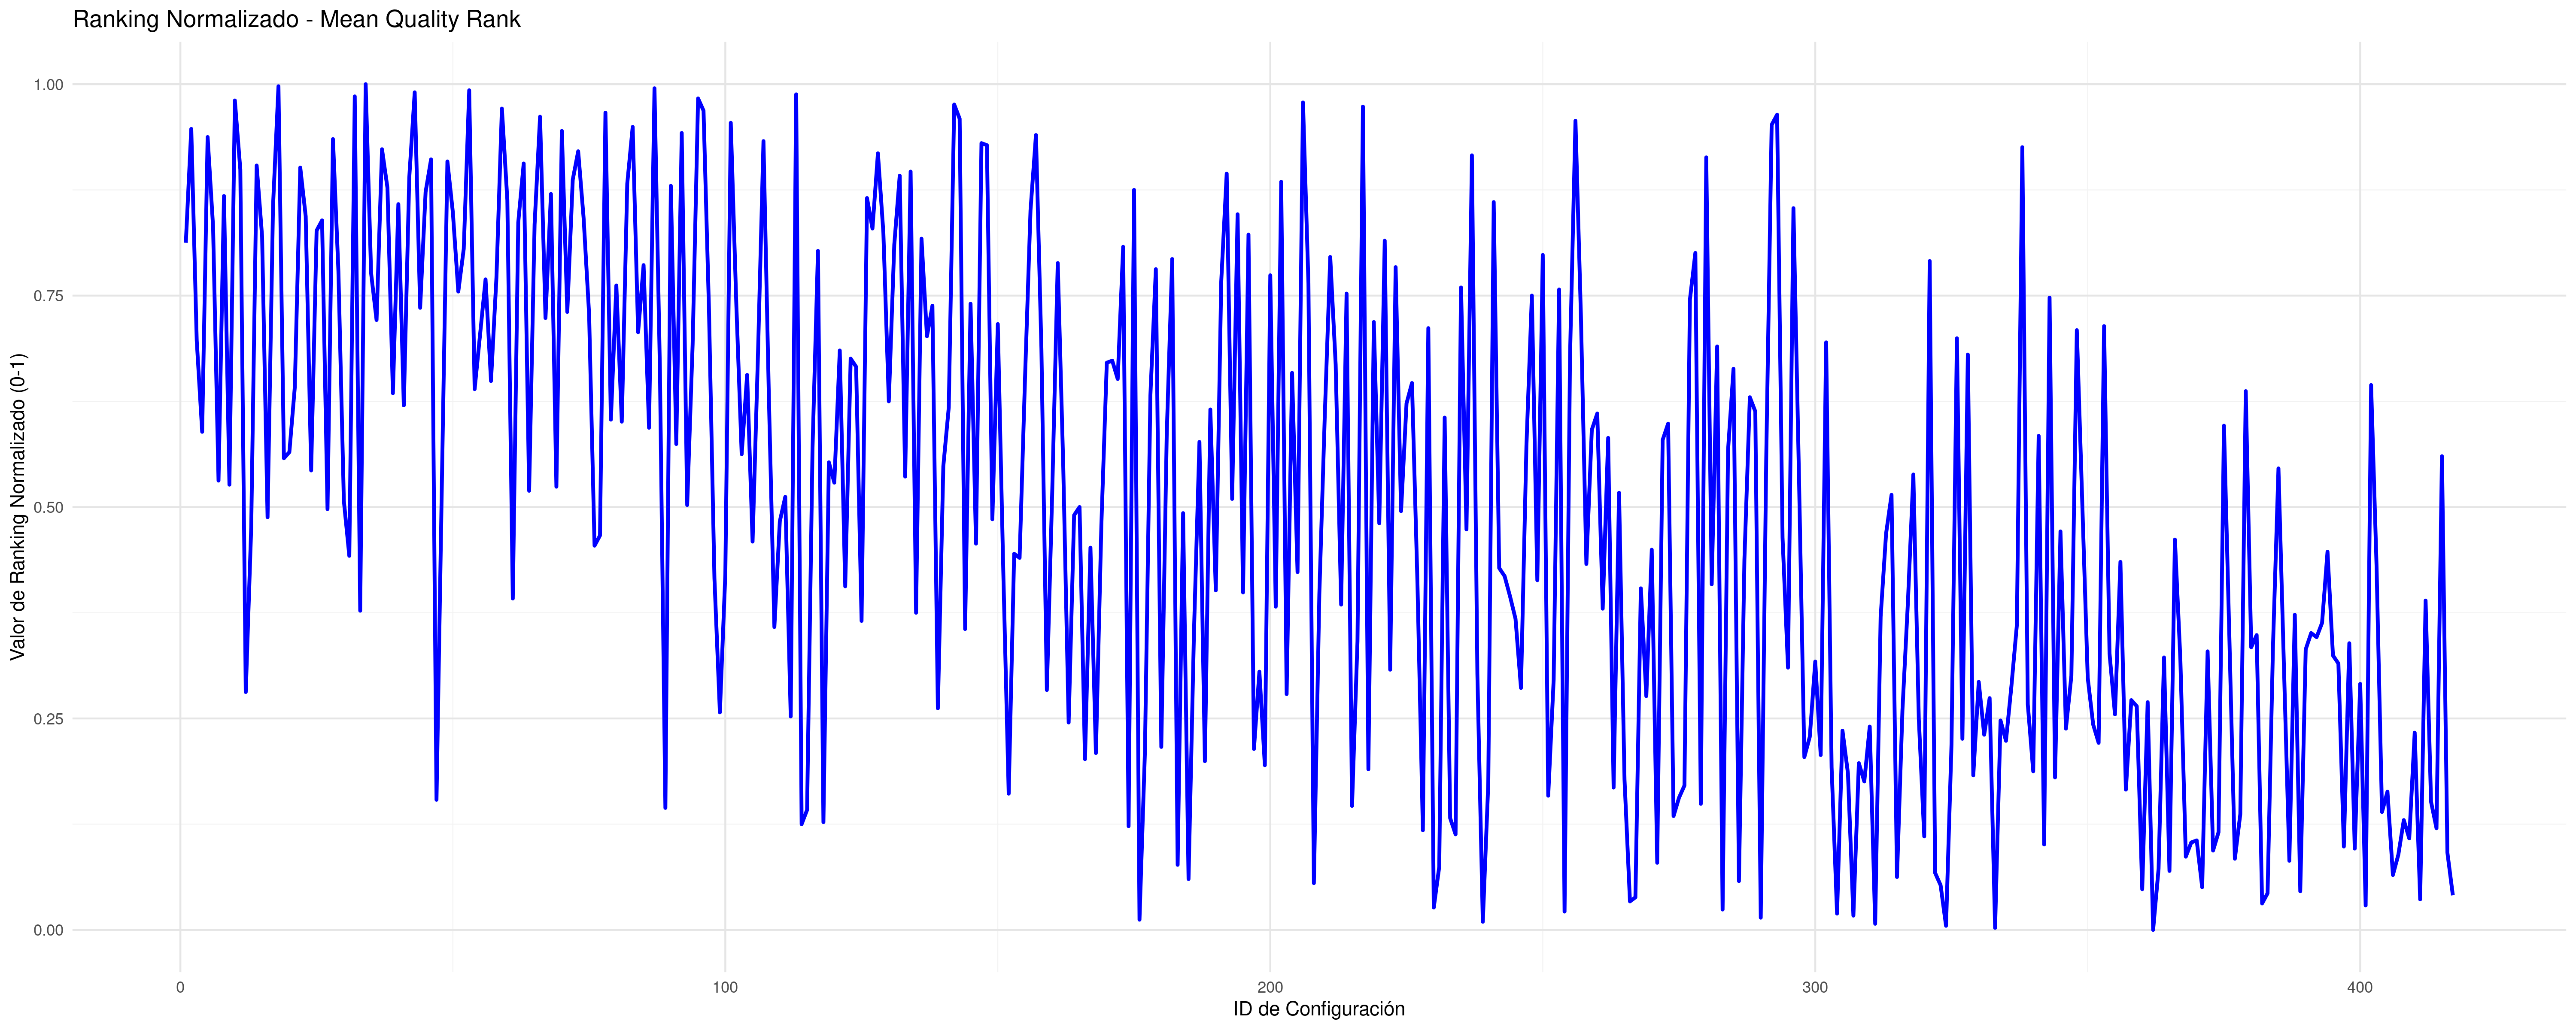 Ranking Normalizado - Mean Quality Rank
Valor de Ranking Normalizado (0-1)
1.00
0.75
0.50
0.25
0.00
0 100 200 300 400
ID de Configuración